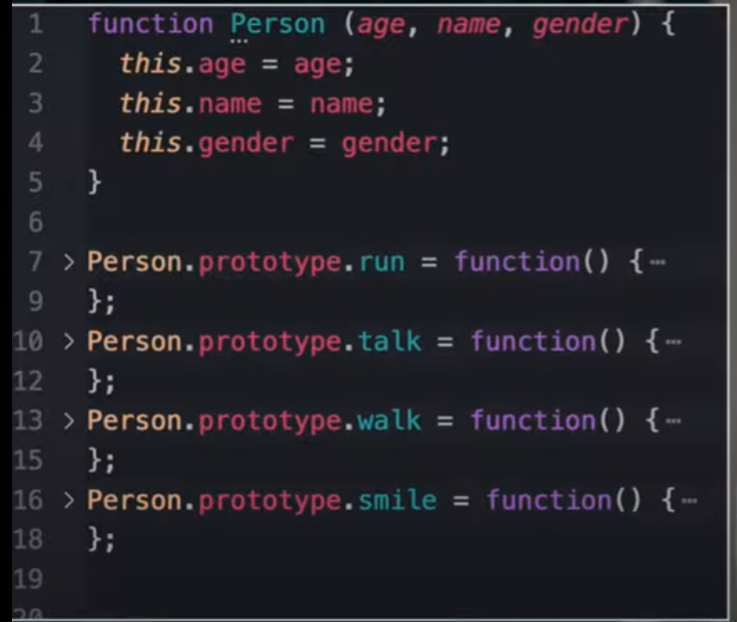 1 function Person (age, name, gender) {
2 this.age = age;
3 this.name = name;
4 this.gender = gender;
5 }
6
7 > Person.prototype.run = function() {⋯
9 };
10 > Person.prototype.talk = function() {⋯
12 };
13 > Person.prototype.walk = function() {⋯
15 };
16 > Person.prototype.smile = function() {⋯
18 };
19
20